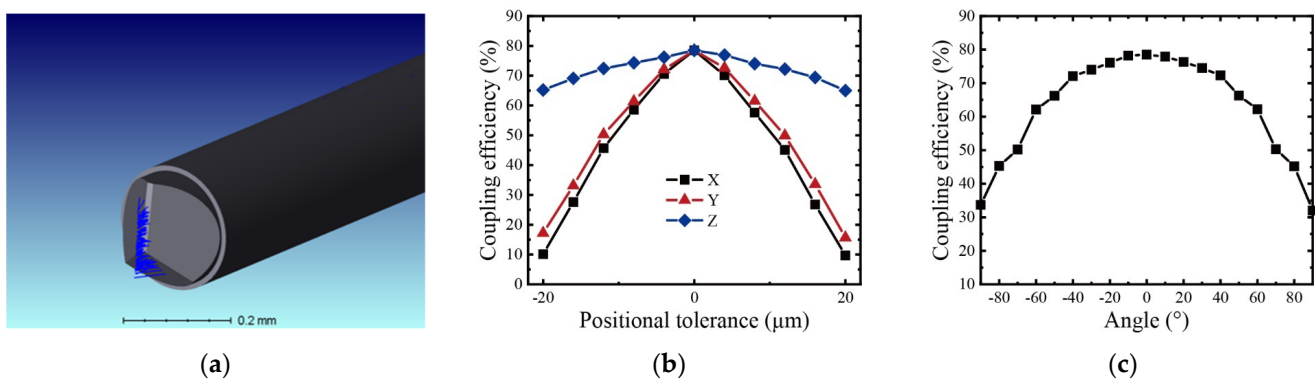 0.2 mm
(a)
Coupling efficiency (%)
90
80
70
60
50
40
30
20
10
0
X
Y
Z
-20 0 20
Positional tolerance (μm)
(b)
Coupling efficiency (%)
90
80
70
60
50
40
30
20
10
-80 -60 -40 -20 0 20 40 60 80
Angle (°)
(c)